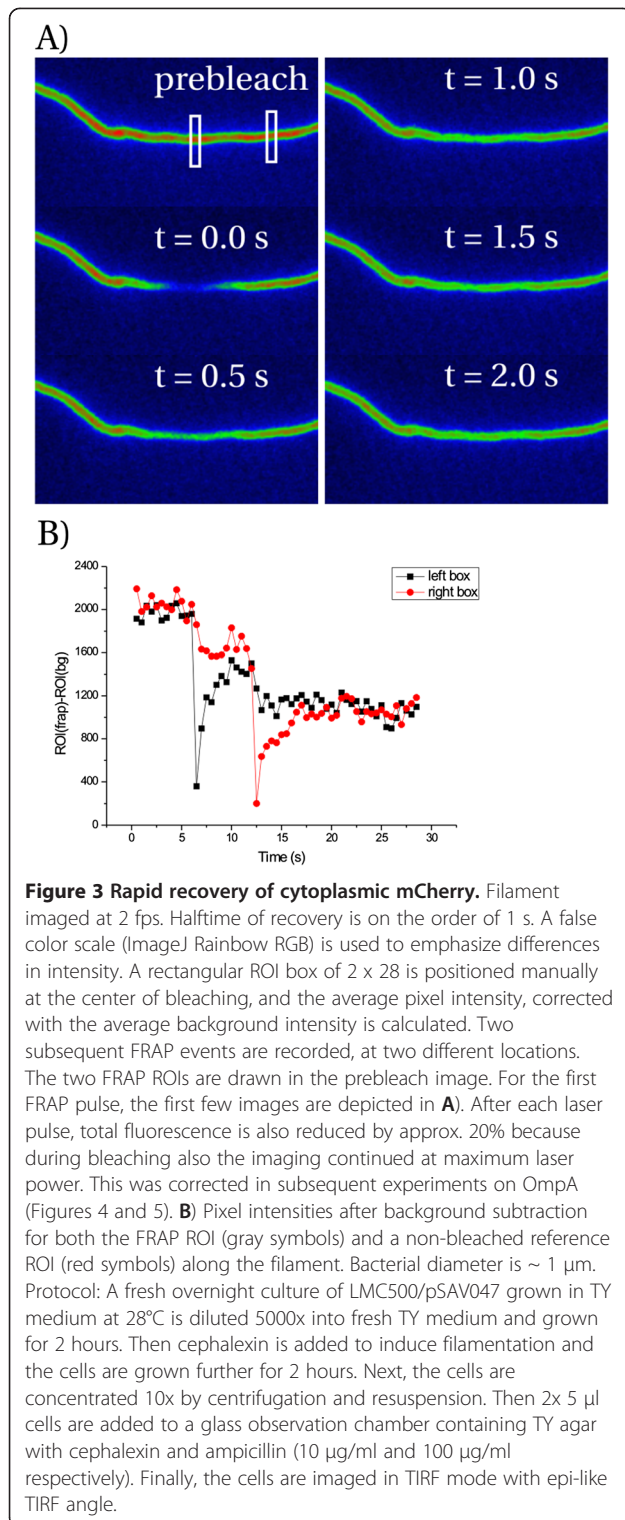 A)
prebleach
t = 1.0 s
t = 0.0 s
t = 1.5 s
t = 0.5 s
t = 2.0 s
B)
2400
2000
1600
1200
800
400
0
ROI(frap)-ROI(bg)
left box
right box
0 5 10 15 20 25 30
Time (s)
Figure 3 Rapid recovery of cytoplasmic mCherry. Filament
imaged at 2 fps. Halftime of recovery is on the order of 1 s. A false
color scale (ImageJ Rainbow RGB) is used to emphasize differences
in intensity. A rectangular ROI box of 2 x 28 is positioned manually
at the center of bleaching, and the average pixel intensity, corrected
with the average background intensity is calculated. Two
subsequent FRAP events are recorded, at two different locations.
The two FRAP ROIs are drawn in the prebleach image. For the first
FRAP pulse, the first few images are depicted in A). After each laser
pulse, total fluorescence is also reduced by approx. 20% because
during bleaching also the imaging continued at maximum laser
power. This was corrected in subsequent experiments on OmpA
(Figures 4 and 5). B) Pixel intensities after background subtraction
for both the FRAP ROI (gray symbols) and a non-bleached reference
ROI (red symbols) along the filament. Bacterial diameter is ~ 1 μm.
Protocol: A fresh overnight culture of LMC500/pSAV047 grown in TY
medium at 28°C is diluted 5000x into fresh TY medium and grown
for 2 hours. Then cephalexin is added to induce filamentation and
the cells are grown further for 2 hours. Next, the cells are
concentrated 10x by centrifugation and resuspension. Then 2x 5 μl
cells are added to a glass observation chamber containing TY agar
with cephalexin and ampicillin (10 μg/ml and 100 μg/ml
respectively). Finally, the cells are imaged in TIRF mode with epi-like
TIRF angle.